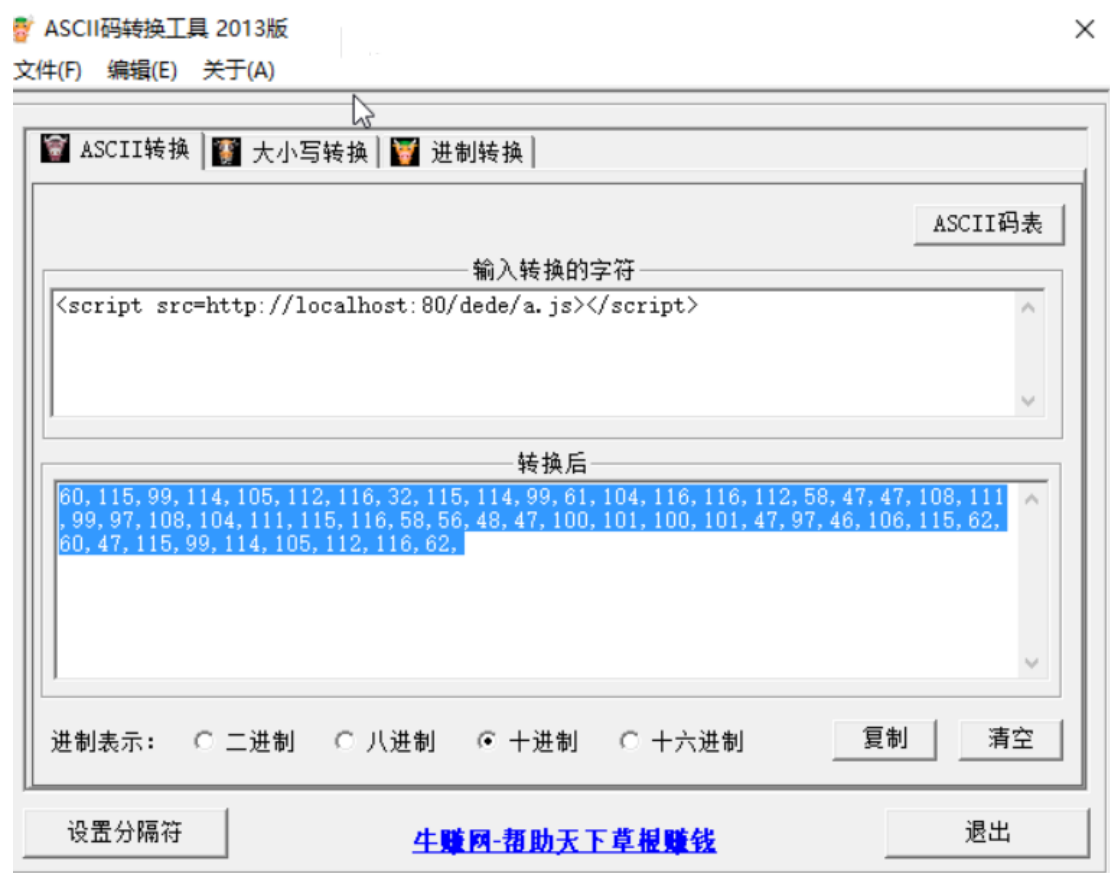 ASCII码转换工具 2013版
文件(F) 编辑(E) 关于(A)
ASCII转换 大小写转换 进制转换
ASCII码表
输入转换的字符
<script src=http://localhost:80/dede/a.js></script>
转换后
60,115,99,114,105,112,116,32,115,114,99,61,104,116,116,112,58,47,47,108,111
,99,97,108,104,111,115,116,58,56,48,47,100,101,100,101,47,97,46,106,115,62,
60,47,115,99,114,105,112,116,62,
进制表示： 二进制 八进制 十进制 十六进制 复制 清空
设置分隔符 牛赚网-帮助天下草根赚钱 退出